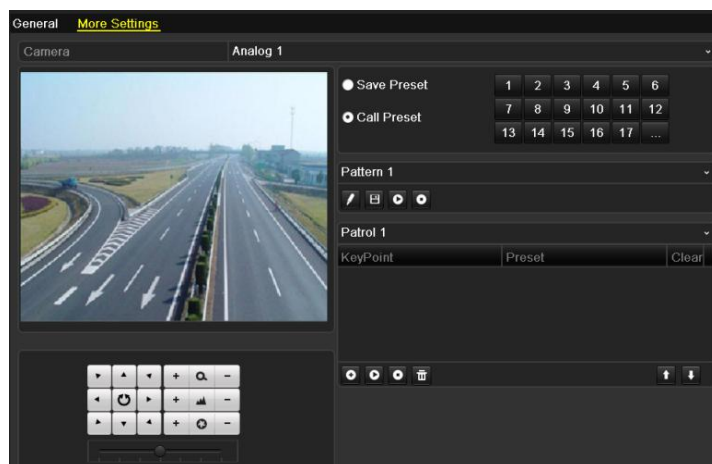 General More Settings
Camera Analog 1
Save Preset
Call Preset
1 2 3 4 5 6
7 8 9 10 11 12
13 14 15 16 17 ...
Pattern 1
Patrol 1
KeyPoint Preset Clear
+ -
+ -
+ -